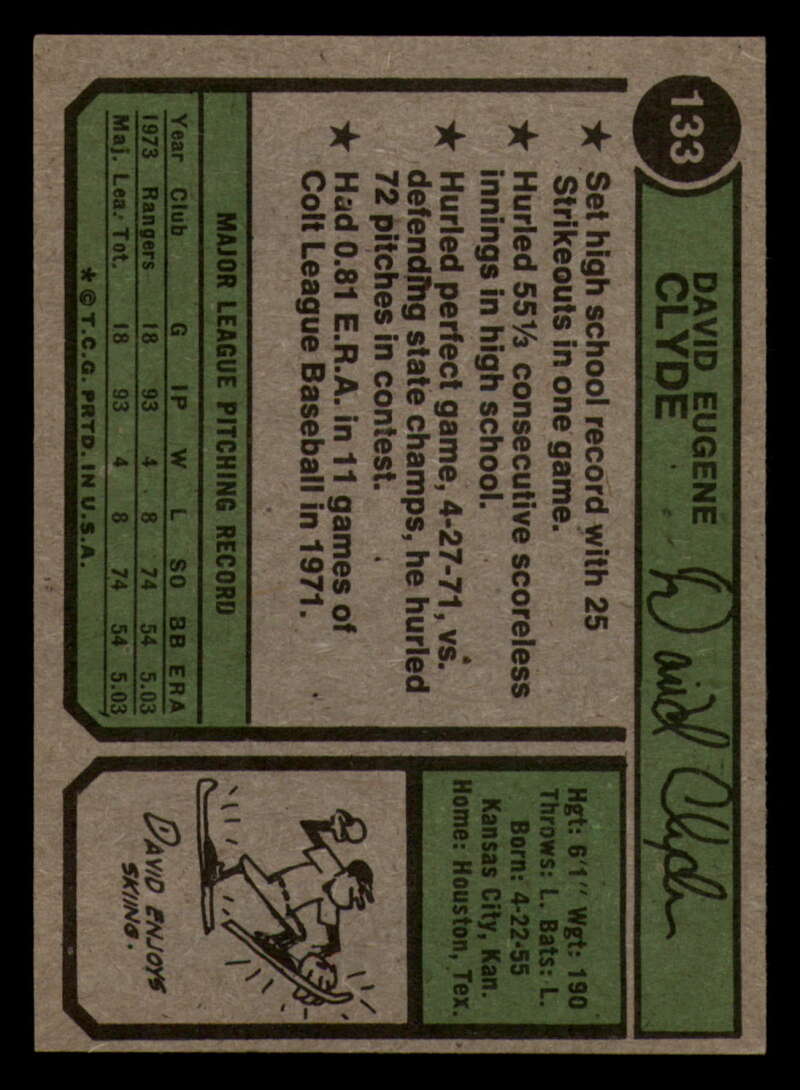 133
DAVID EUGENE
CLYDE
David Clyde
★ Set high school record with 25
Strikeouts in one game.
★ Hurled 55⅓ consecutive scoreless
innings in high school.
★ Hurled perfect game, 4-27-71, vs.
defending state champs, he hurled
72 pitches in contest.
★ Had 0.81 E.R.A. in 11 games of
Colt League Baseball in 1971.
MAJOR LEAGUE PITCHING RECORD
Year Club G IP W L SO BB ERA
1973 Rangers 18 93 4 8 74 54 5.03
Maj. Lea. Tot. 18 93 4 8 74 54 5.03
* © T.C.G. PRTD. IN U.S.A.
Hgt: 6'1" Wgt: 190
Throws: L. Bats: L.
Born: 4-22-55
Kansas City, Kan.
Home: Houston, Tex.
DAVID ENJOYS
SKIING.